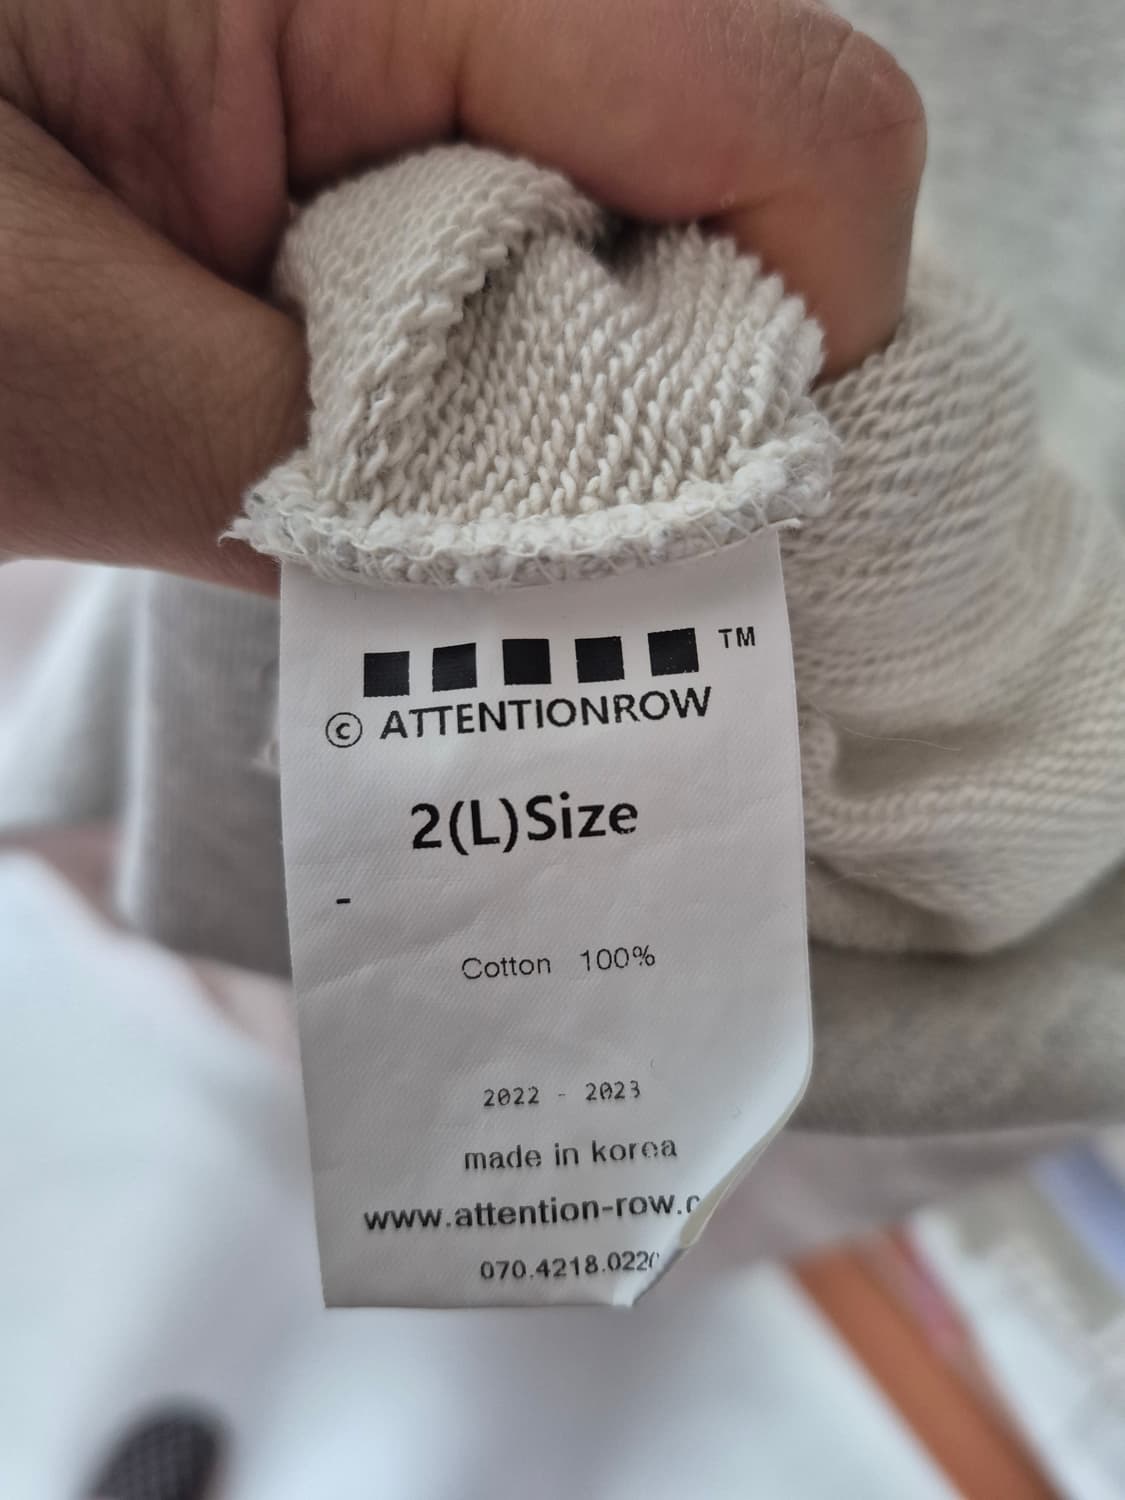 TM
© ATTENTIONROW
2(L)Size
-
Cotton 100%
2022 - 2023
made in korea
www.attention-row.
070.4218.022